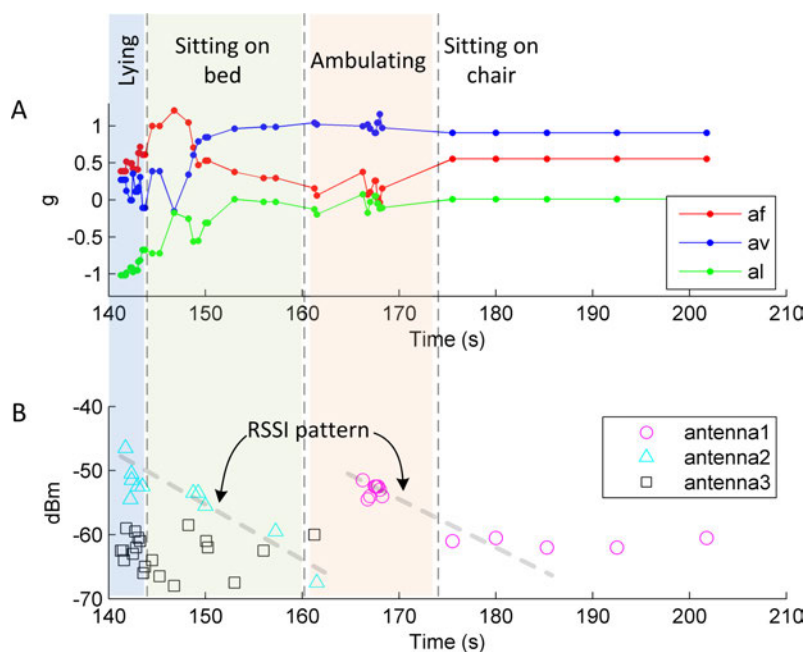 Lying
Sitting on
bed
Ambulating
Sitting on
chair
A
1
0.5
0
-0.5
-1
g
af
av
al
140 150 160 170 180 190 200 210
Time (s)
B
-40
-50
-60
-70
dBm
RSSI pattern
antenna1
antenna2
antenna3
140 150 160 170 180 190 200 210
Time (s)